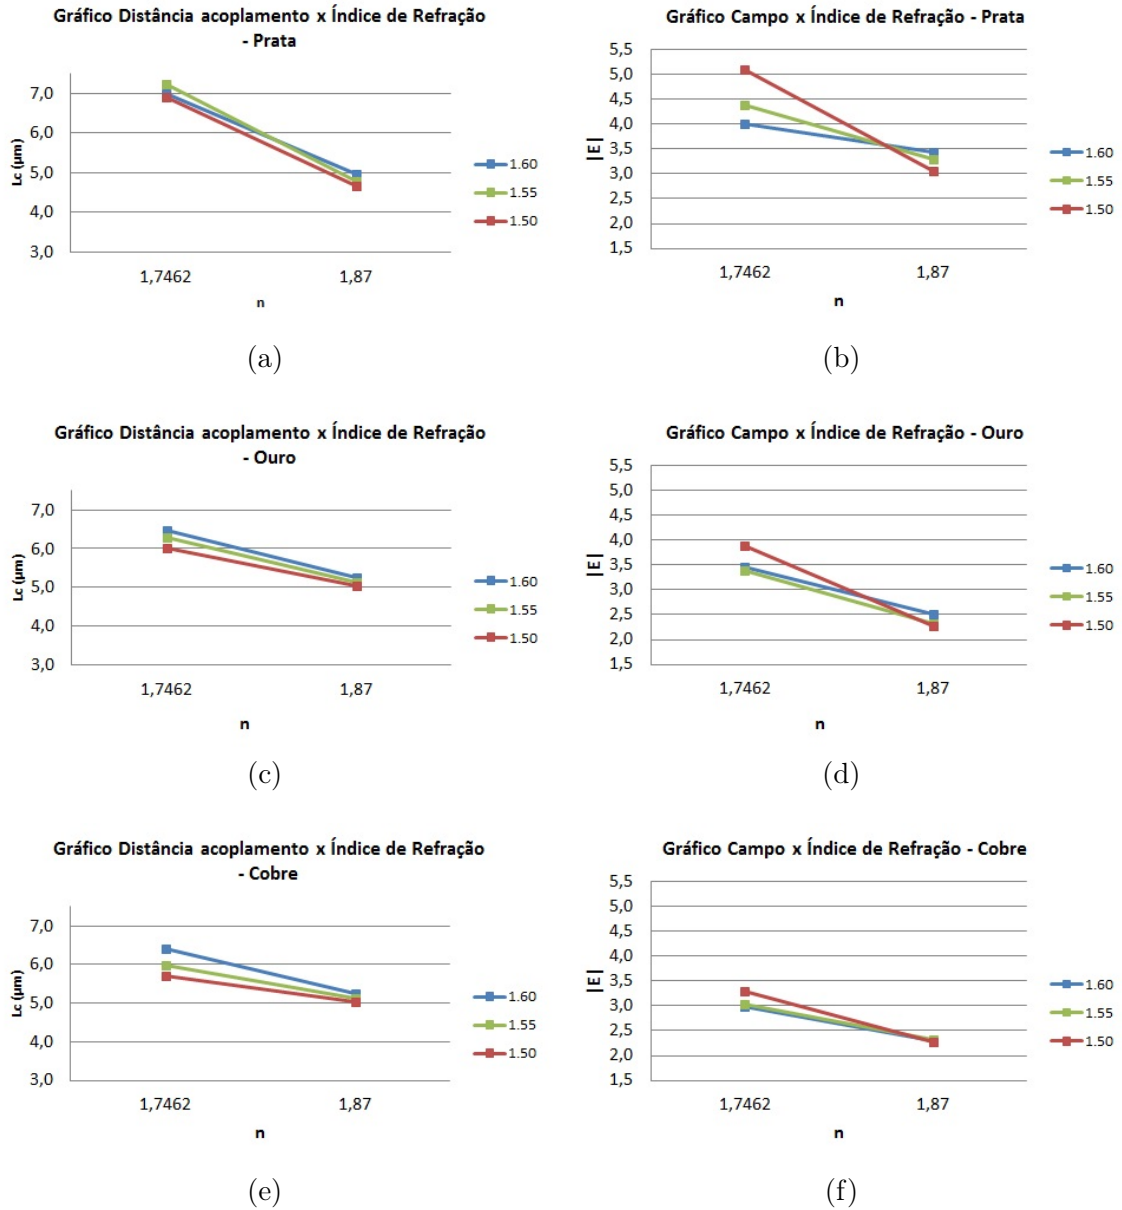 Gráfico Distância acoplamento x Índice de Refração
- Prata
Lc (µm)
7,0
6,0
5,0
4,0
3,0
1,7462
1,87
n
1.60
1.55
1.50
(a)
Gráfico Campo x Índice de Refração - Prata
|E|
5,5
5,0
4,5
4,0
3,5
3,0
2,5
2,0
1,5
1,7462
1,87
n
1.60
1.55
1.50
(b)
Gráfico Distância acoplamento x Índice de Refração
- Ouro
Lc (µm)
7,0
6,0
5,0
4,0
3,0
1,7462
1,87
n
1.60
1.55
1.50
(c)
Gráfico Campo x Índice de Refração - Ouro
|E|
5,5
5,0
4,5
4,0
3,5
3,0
2,5
2,0
1,5
1,7462
1,87
n
1.60
1.55
1.50
(d)
Gráfico Distância acoplamento x Índice de Refração
- Cobre
Lc (µm)
7,0
6,0
5,0
4,0
3,0
1,7462
1,87
n
1.60
1.55
1.50
(e)
Gráfico Campo x Índice de Refração - Cobre
|E|
5,5
5,0
4,5
4,0
3,5
3,0
2,5
2,0
1,5
1,7462
1,87
n
1.60
1.55
1.50
(f)